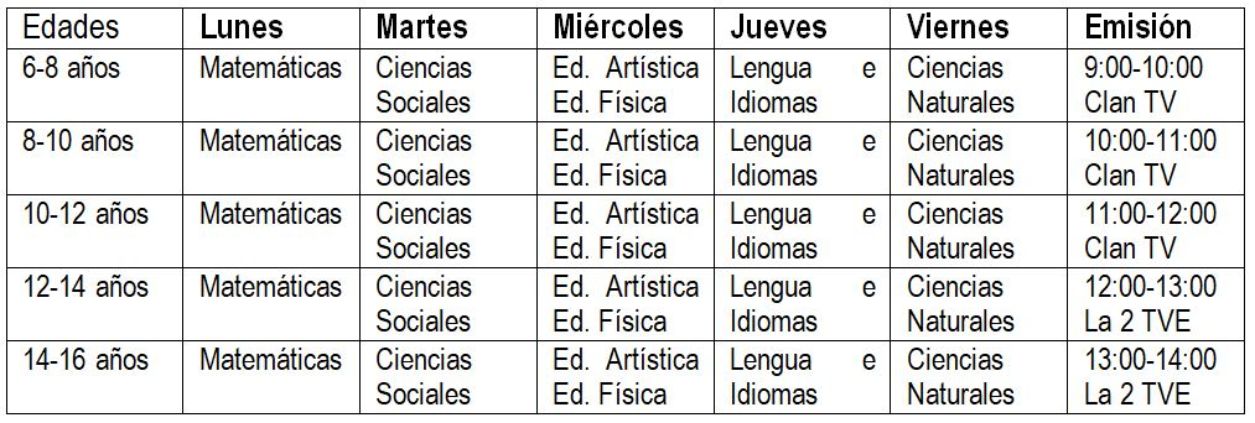 Edades Lunes Martes Miércoles Jueves Viernes Emisión
6-8 años Matemáticas Ciencias Ed. Artística Lengua e Ciencias 9:00-10:00
Sociales Ed. Física Idiomas Naturales Clan TV
8-10 años Matemáticas Ciencias Ed. Artística Lengua e Ciencias 10:00-11:00
Sociales Ed. Física Idiomas Naturales Clan TV
10-12 años Matemáticas Ciencias Ed. Artística Lengua e Ciencias 11:00-12:00
Sociales Ed. Física Idiomas Naturales Clan TV
12-14 años Matemáticas Ciencias Ed. Artística Lengua e Ciencias 12:00-13:00
Sociales Ed. Física Idiomas Naturales La 2 TVE
14-16 años Matemáticas Ciencias Ed. Artística Lengua e Ciencias 13:00-14:00
Sociales Ed. Física Idiomas Naturales La 2 TVE